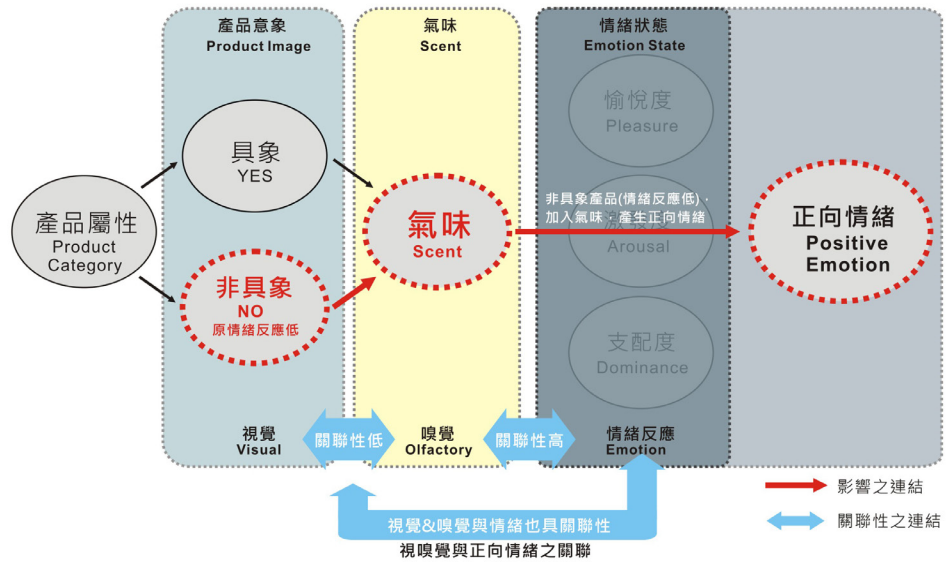 產品意象
Product Image
氣味
Scent
情緒狀態
Emotion State
愉悅度
Pleasure
具象
YES
產品屬性
Product
Category
氣味
Scent
非具象產品(情緒反應低)，
加入氣味，產生正向情緒
激發度
Arousal
正向情緒
Positive
Emotion
非具象
NO
原情緒反應低
支配度
Dominance
視覺
Visual
關聯性低
嗅覺
Olfactory
關聯性高
情緒反應
Emotion
影響之連結
關聯性之連結
視覺&嗅覺與情緒也具關聯性
視嗅覺與正向情緒之關聯